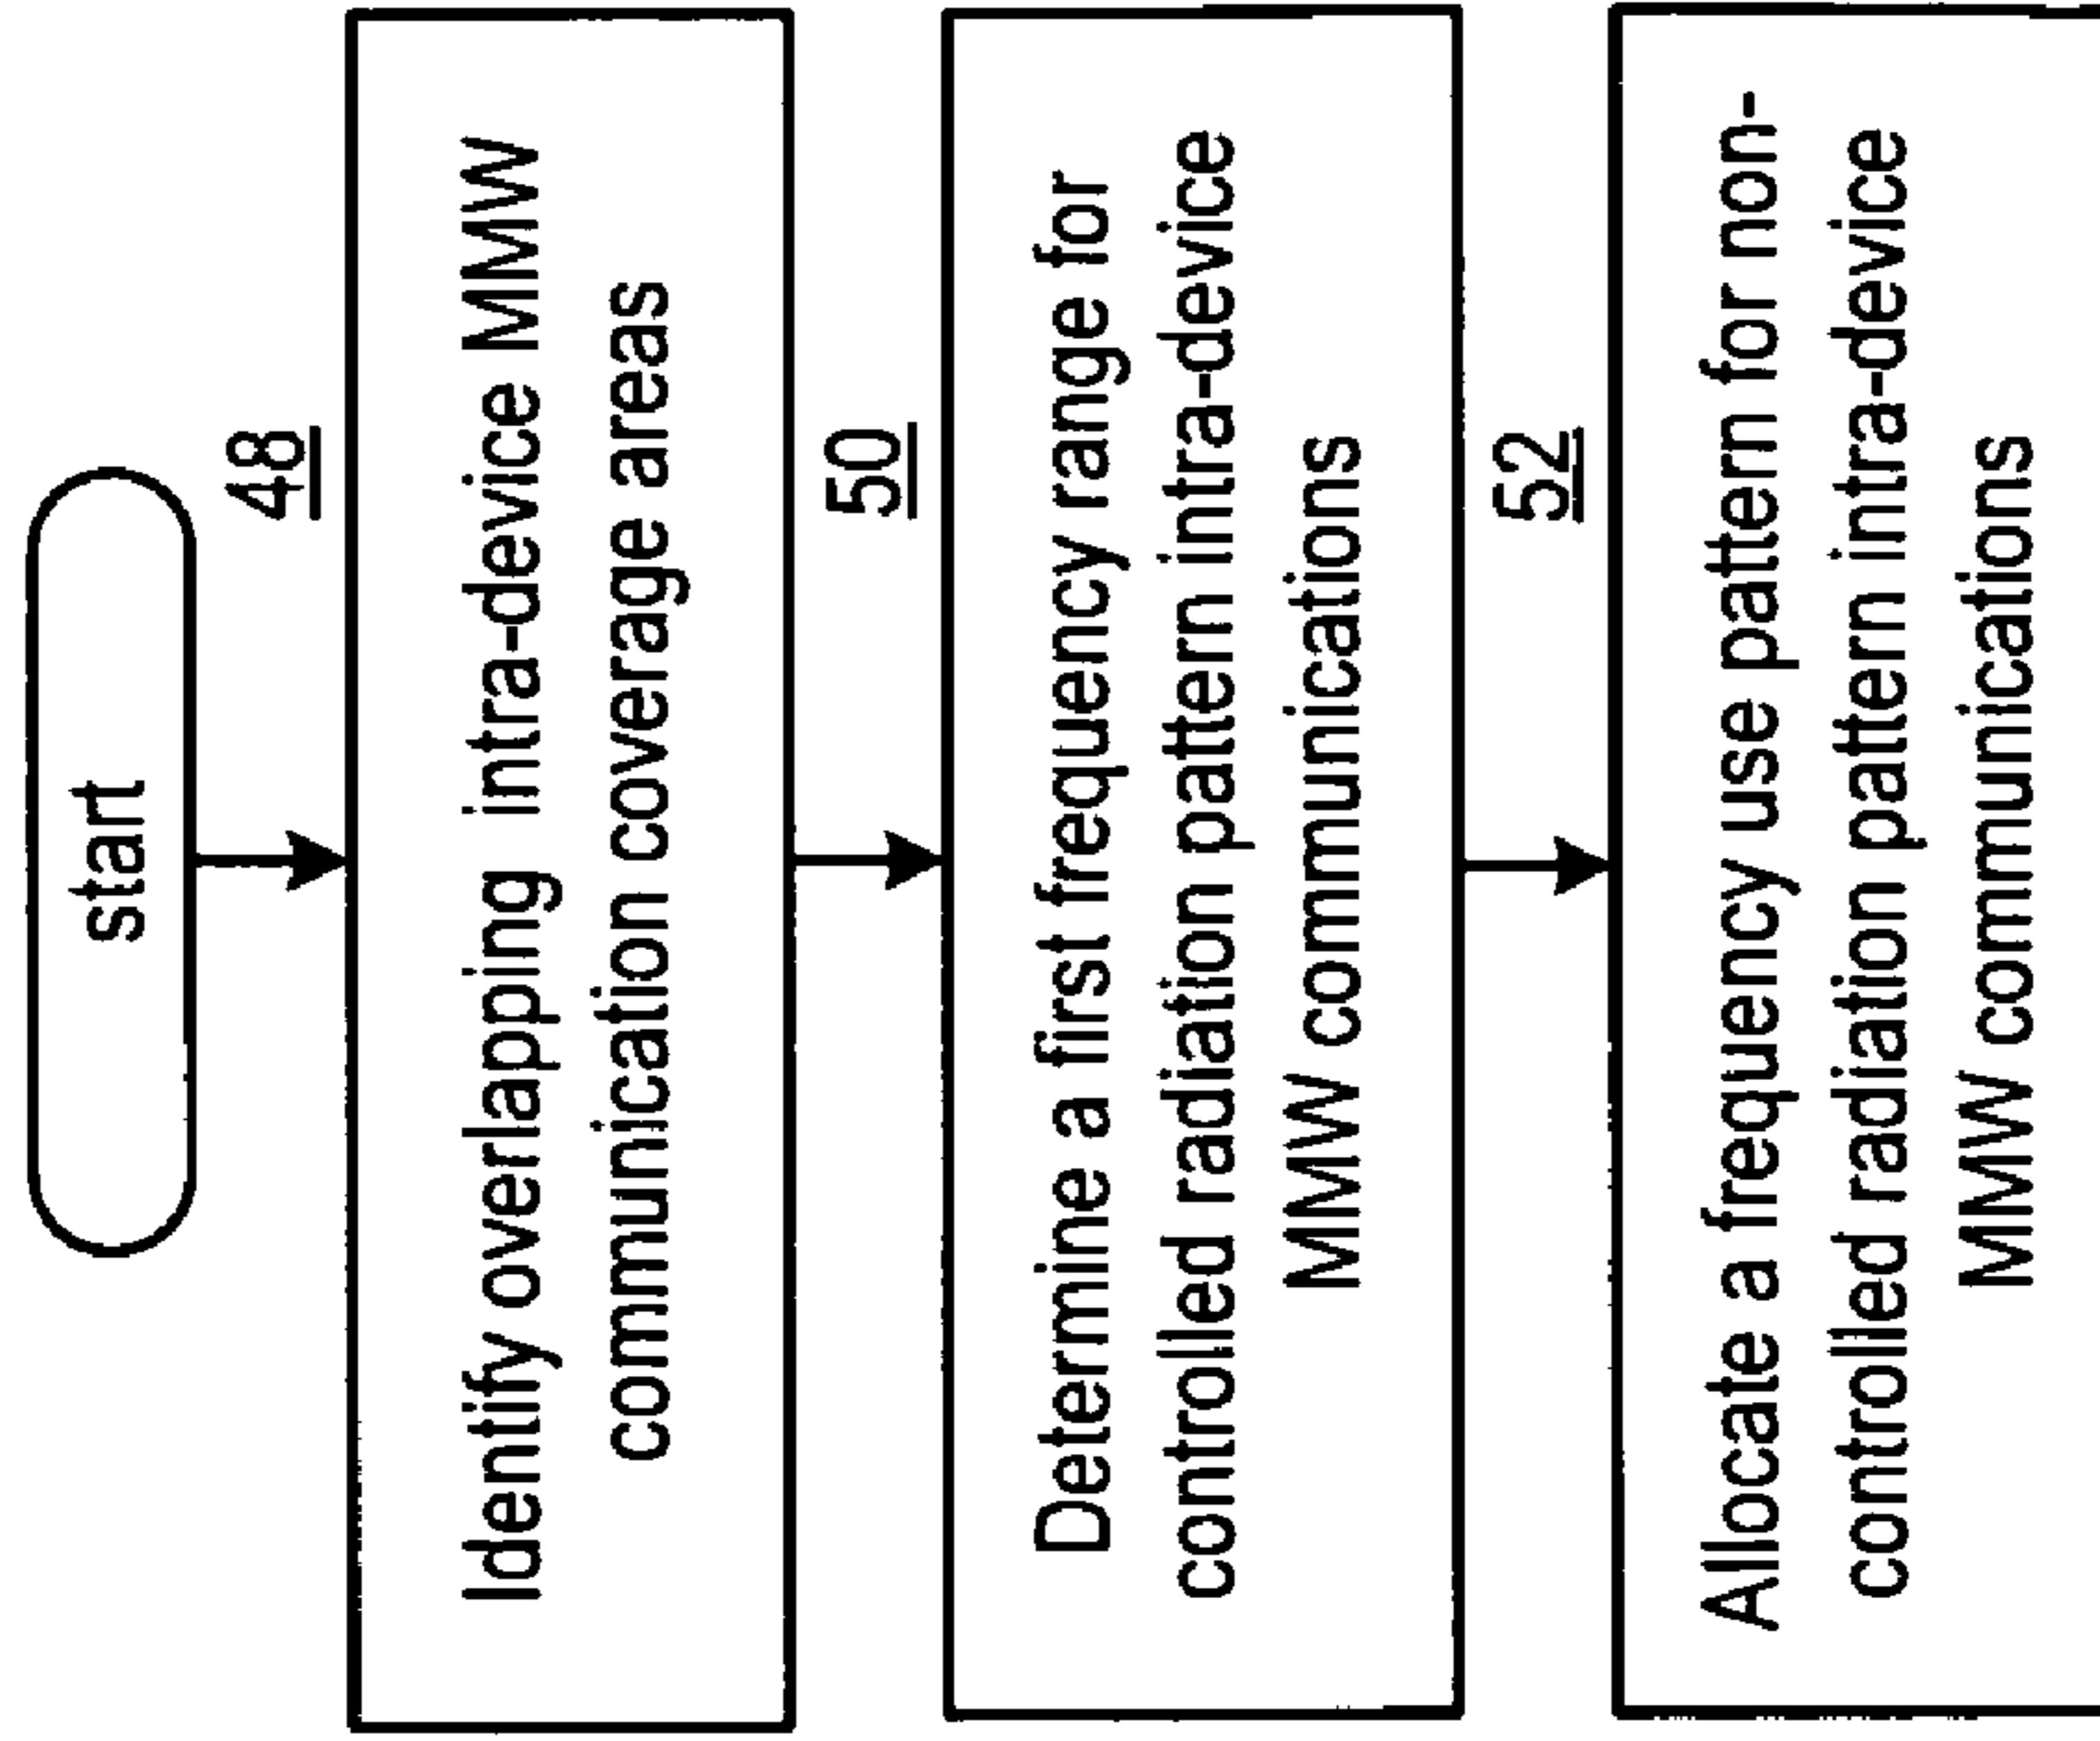 start
48
Identify overlapping intra-device MMW
communication coverage areas
50
Determine a first frequency range for
controlled radiation pattern intra-device
MMW communications
52
Allocate a frequency use pattern for non-
controlled radiation pattern intra-device
MMW communications